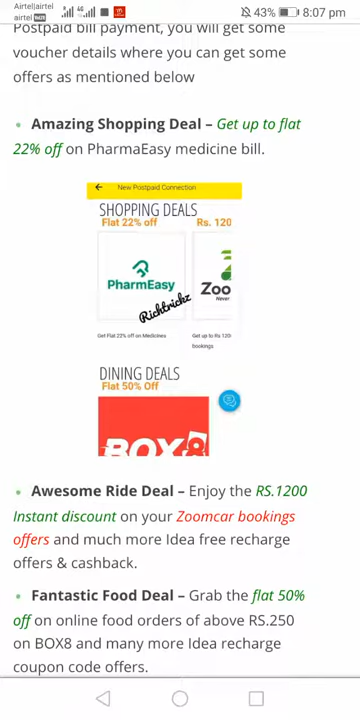 Airtel|airtel
airtel
4G
43%
8:07 pm
Postpaid bill payment, you will get some
voucher details where you can get some
offers as mentioned below
Amazing Shopping Deal – Get up to flat
22% off on PharmaEasy medicine bill.
New Postpaid Connection
SHOPPING DEALS
Flat 22% off
Rs. 120
PharmEasy
Zoo
Never
Richtrickz
Get Flat 22% off on Medicines
Get up to Rs 120
bookings
DINING DEALS
Flat 50% Off
BOX8
Awesome Ride Deal – Enjoy the RS.1200
Instant discount on your Zoomcar bookings
offers and much more Idea free recharge
offers & cashback.
Fantastic Food Deal – Grab the flat 50%
off on online food orders of above RS.250
on BOX8 and many more Idea recharge
coupon code offers.